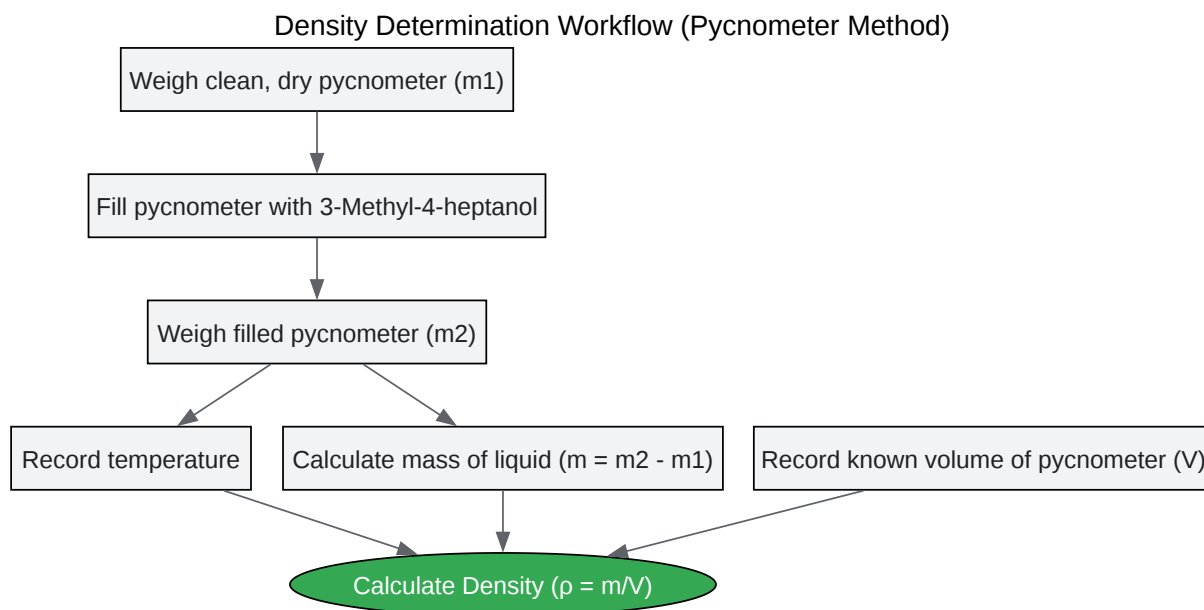 Density Determination Workflow (Pycnometer Method)
Weigh clean, dry pycnometer (m1)
Fill pycnometer with 3-Methyl-4-heptanol
Weigh filled pycnometer (m2)
Record temperature
Calculate mass of liquid (m = m2 - m1)
Record known volume of pycnometer (V)
Calculate Density (ρ = m/V)